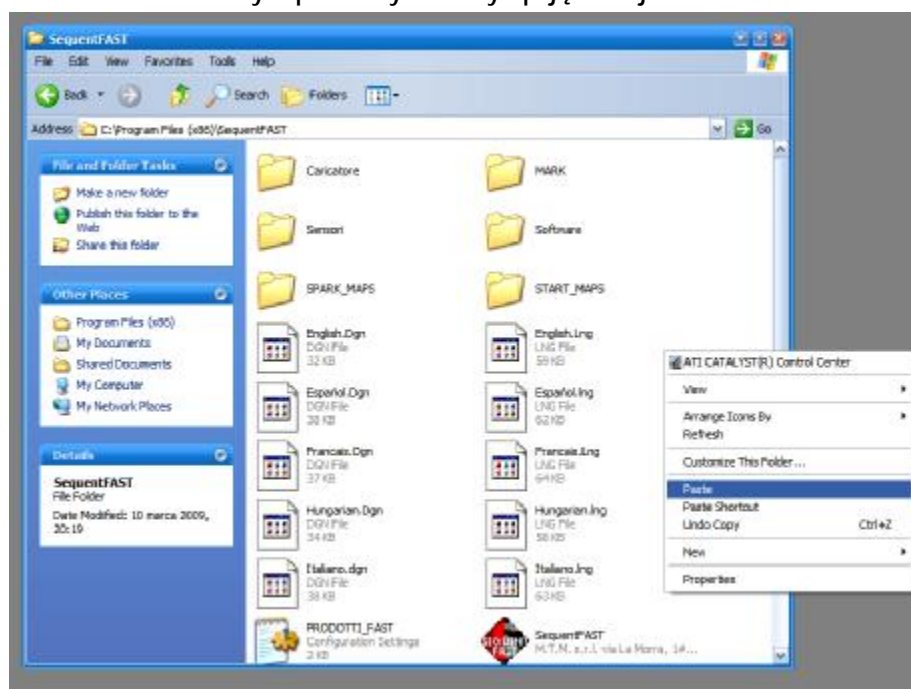 SequentFAST
File Edit View Favorites Tools Help
Back Search Folders
Address C:\Program Files (x86)\SequentFAST Go
File and Folder Tasks
Make a new folder
Publish this folder to the Web
Share this folder
Other Places
Program Files (x86)
My Documents
Shared Documents
My Computer
My Network Places
Details
SequentFAST
File Folder
Date Modified: 10 marca 2009,
20:19
Caricatore
MARK
Sensori
Software
SPARK_MAPS
START_MAPS
English.Dgn
DGN File
32 KB
English.Lng
LNG File
59 KB
Español.Dgn
DGN File
38 KB
Español.lng
LNG File
62 KB
Francais.Dgn
DGN File
37 KB
Francais.Lng
LNG File
64 KB
Hungarian.Dgn
DGN File
34 KB
Hungarian.lng
LNG File
58 KB
Italiano.dgn
DGN File
38 KB
Italiano.lng
LNG File
63 KB
PRODOTTI_FAST
Configuration Settings
2 KB
SequentFAST
M.T.M. s.r.l. via La Morra, 14...
ATI CATALYST(R) Control Center
View
Arrange Icons By
Refresh
Customize This Folder...
Paste
Paste Shortcut
Undo Copy Ctrl+Z
New
Properties